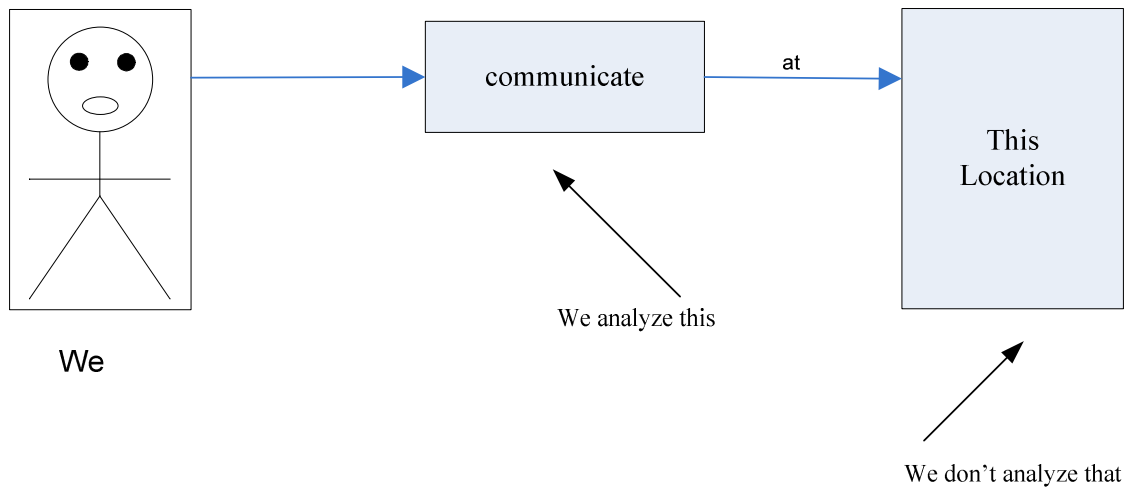 We
communicate
at
This
Location
We analyze this
We don’t analyze that